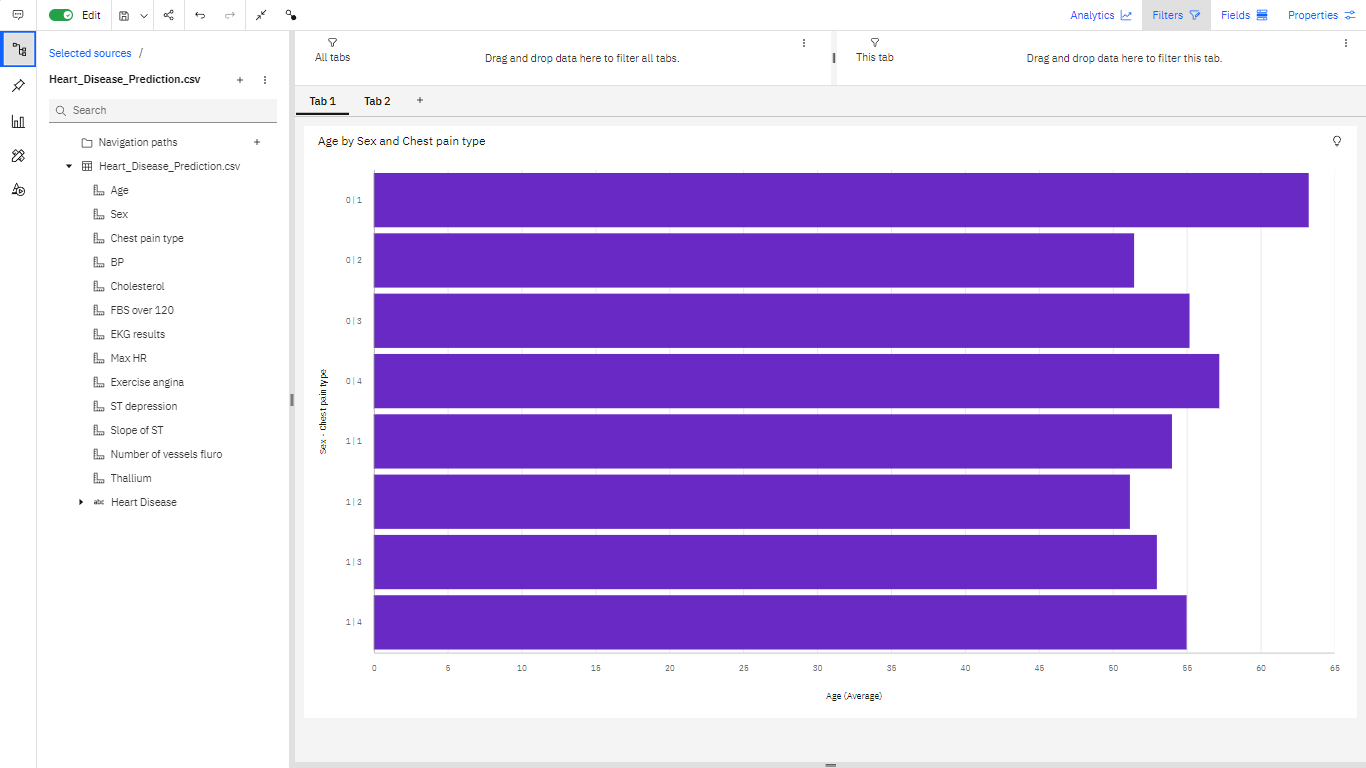 Edit
Analytics
Filters
Fields
Properties
Selected sources /
Heart_Disease_Prediction.csv
Search
Navigation paths
Heart_Disease_Prediction.csv
Age
Sex
Chest pain type
BP
Cholesterol
FBS over 120
EKG results
Max HR
Exercise angina
ST depression
Slope of ST
Number of vessels fluro
Thallium
abc Heart Disease
All tabs
Drag and drop data here to filter all tabs.
This tab
Drag and drop data here to filter this tab.
Tab 1
Tab 2
Age by Sex and Chest pain type
Sex - Chest pain type
0|1
0|2
0|3
0|4
1|1
1|2
1|3
1|4
0 5 10 15 20 25 30 35 40 45 50 55 60 65
Age (Average)